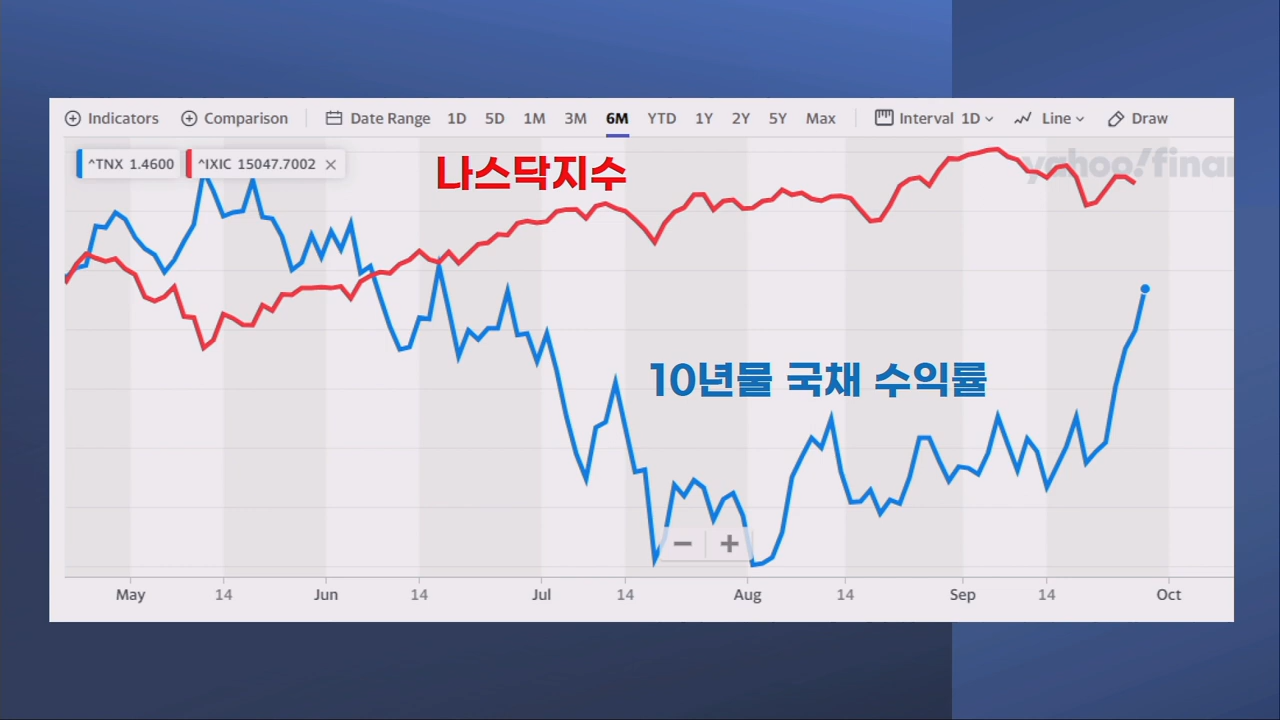 Indicators Comparison Date Range 1D 5D 1M 3M 6M YTD 1Y 2Y 5Y Max Interval 1D Line Draw
^TNX 1.4600 ^IXIC 15047.7002
나스닥지수
yahoo!finan
10년물 국채 수익률
May 14 Jun 14 Jul 14 Aug 14 Sep 14 Oct